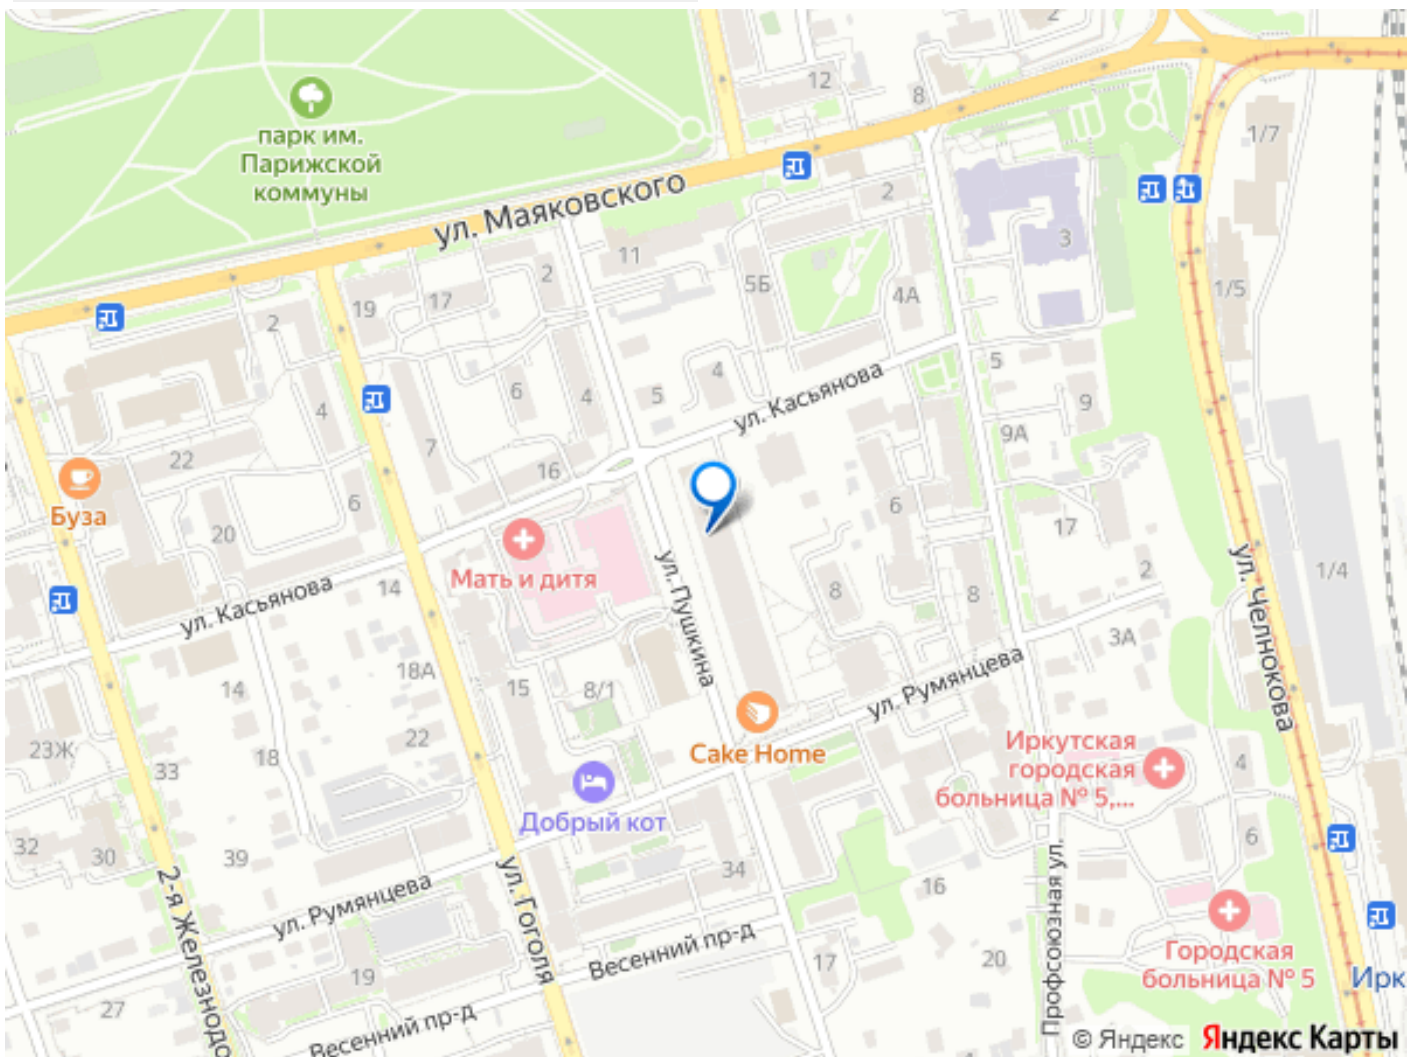 2
12
8
1/7
парк им.
Парижской
коммуны
ул. Маяковского
2
11
2
3
5Б
4А
1/5
19
17
2
6
4
5
4
ул. Касьянова
5
9
9А
4
7
22
16
6
Буза
20
6
17
Мать и дитя
14
ул. Касьянова
ул. Пушкина
8
8
2
ул. Челнокова
1/4
3А
18А
15
8/1
14
ул. Румянцева
23Ж
18
22
33
Cake Home
Иркутская
городская
больница № 5,...
4
Добрый кот
32
30
39
34
6
16
ул. Румянцева
2-я Железнодо
ул. Гоголя
Профсоюзная ул.
Весенний пр-д
17
20
Городская
больница № 5
Ирк
19
27
Весенний пр-д
© Яндекс Яндекс Карты